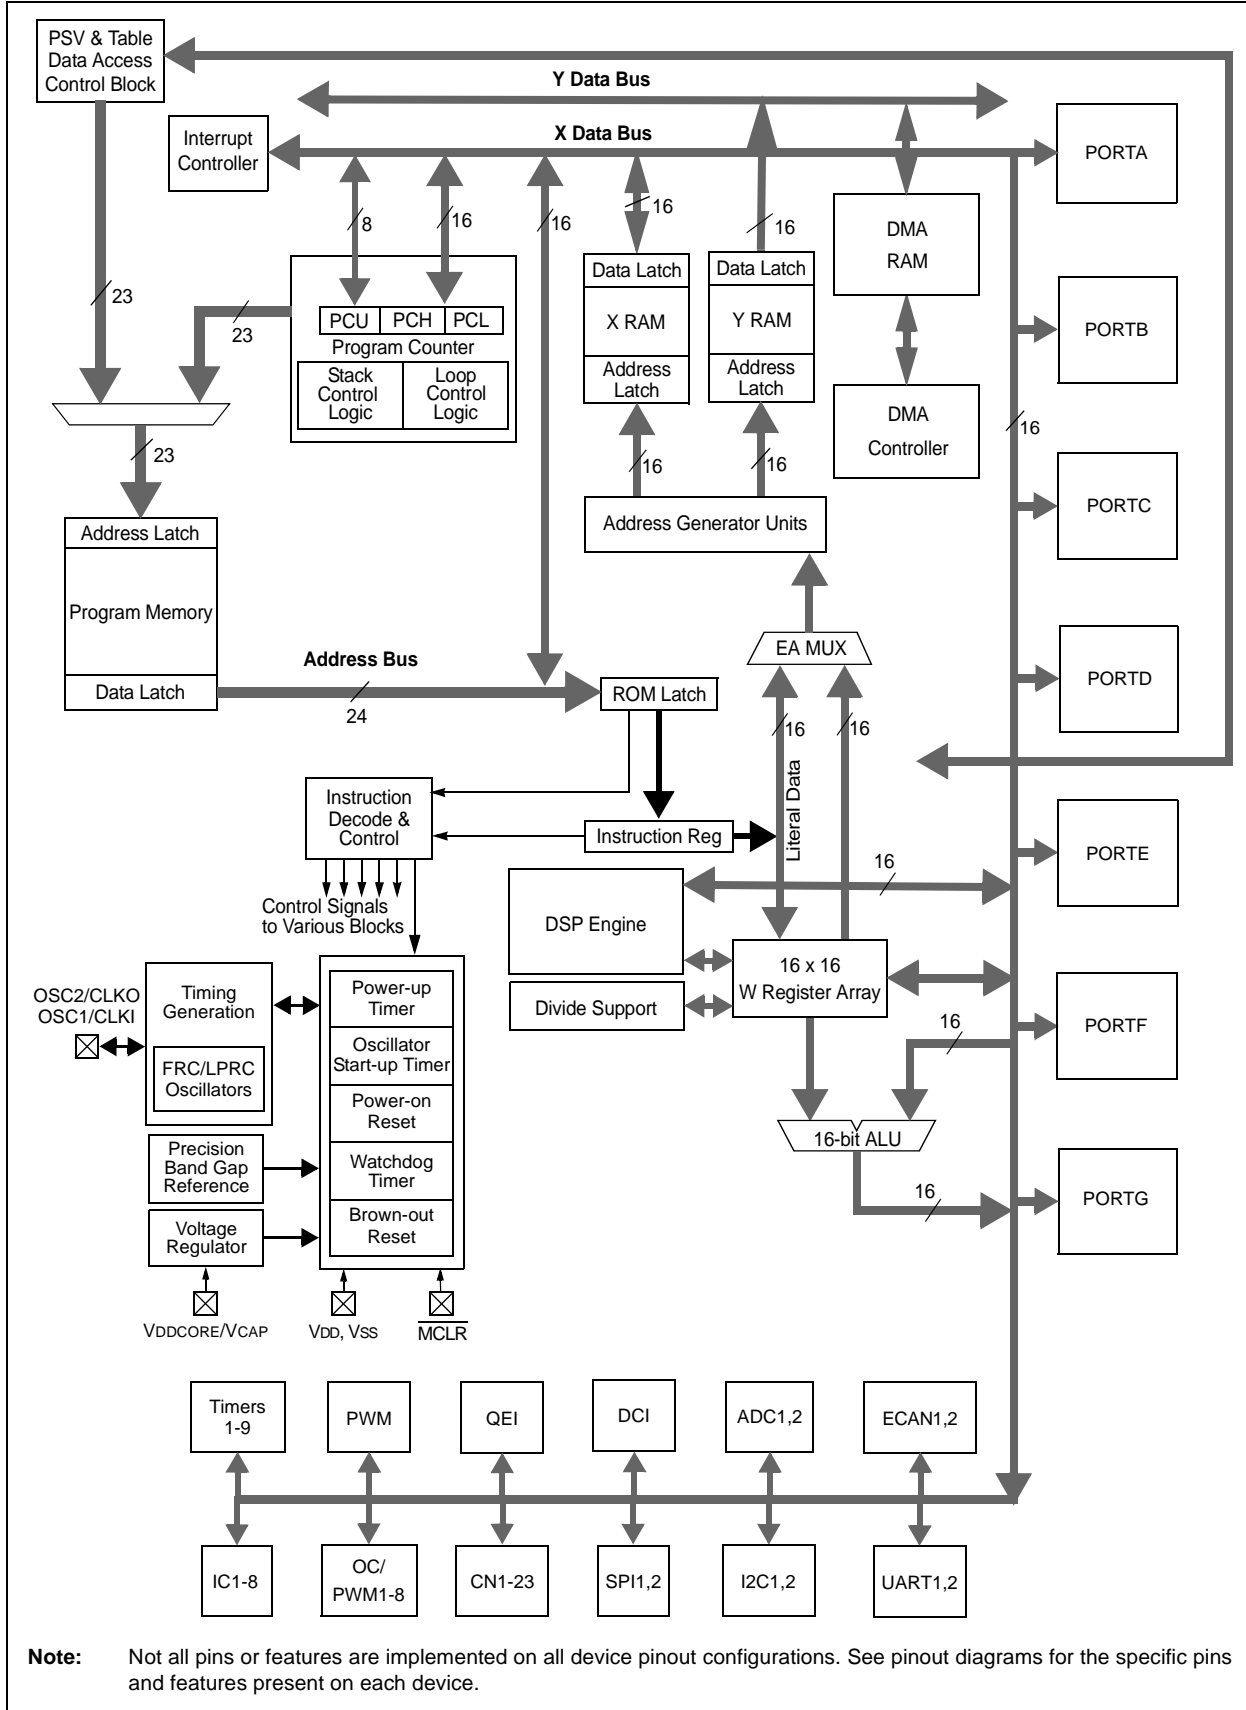 PSV & Table
Data Access
Control Block
Y Data Bus
Interrupt
Controller
X Data Bus
PORTA
8
16
16
16
16
DMA
RAM
23
23
Data Latch
Data Latch
PCU
PCH
PCL
X RAM
Y RAM
PORTB
Program Counter
Stack
Control
Logic
Loop
Control
Logic
Address
Latch
Address
Latch
DMA
Controller
16
23
16
16
PORTC
Address Latch
Address Generator Units
Program Memory
EA MUX
PORTD
Address Bus
Data Latch
24
ROM Latch
16
16
Literal Data
Instruction
Decode &
Control
Instruction Reg
PORTE
16
Control Signals
to Various Blocks
DSP Engine
16 x 16
W Register Array
Divide Support
OSC2/CLKO
OSC1/CLKI
Timing
Generation
FRC/LPRC
Oscillators
Power-up
Timer
Oscillator
Start-up Timer
Power-on
Reset
Watchdog
Timer
Brown-out
Reset
16
PORTF
16-bit ALU
Precision
Band Gap
Reference
16
PORTG
Voltage
Regulator
VDDCORE/VCAP
VDD, VSS
MCLR
Timers
1-9
PWM
QEI
DCI
ADC1,2
ECAN1,2
IC1-8
OC/
PWM1-8
CN1-23
SPI1,2
I2C1,2
UART1,2
Note: Not all pins or features are implemented on all device pinout configurations. See pinout diagrams for the specific pins
and features present on each device.